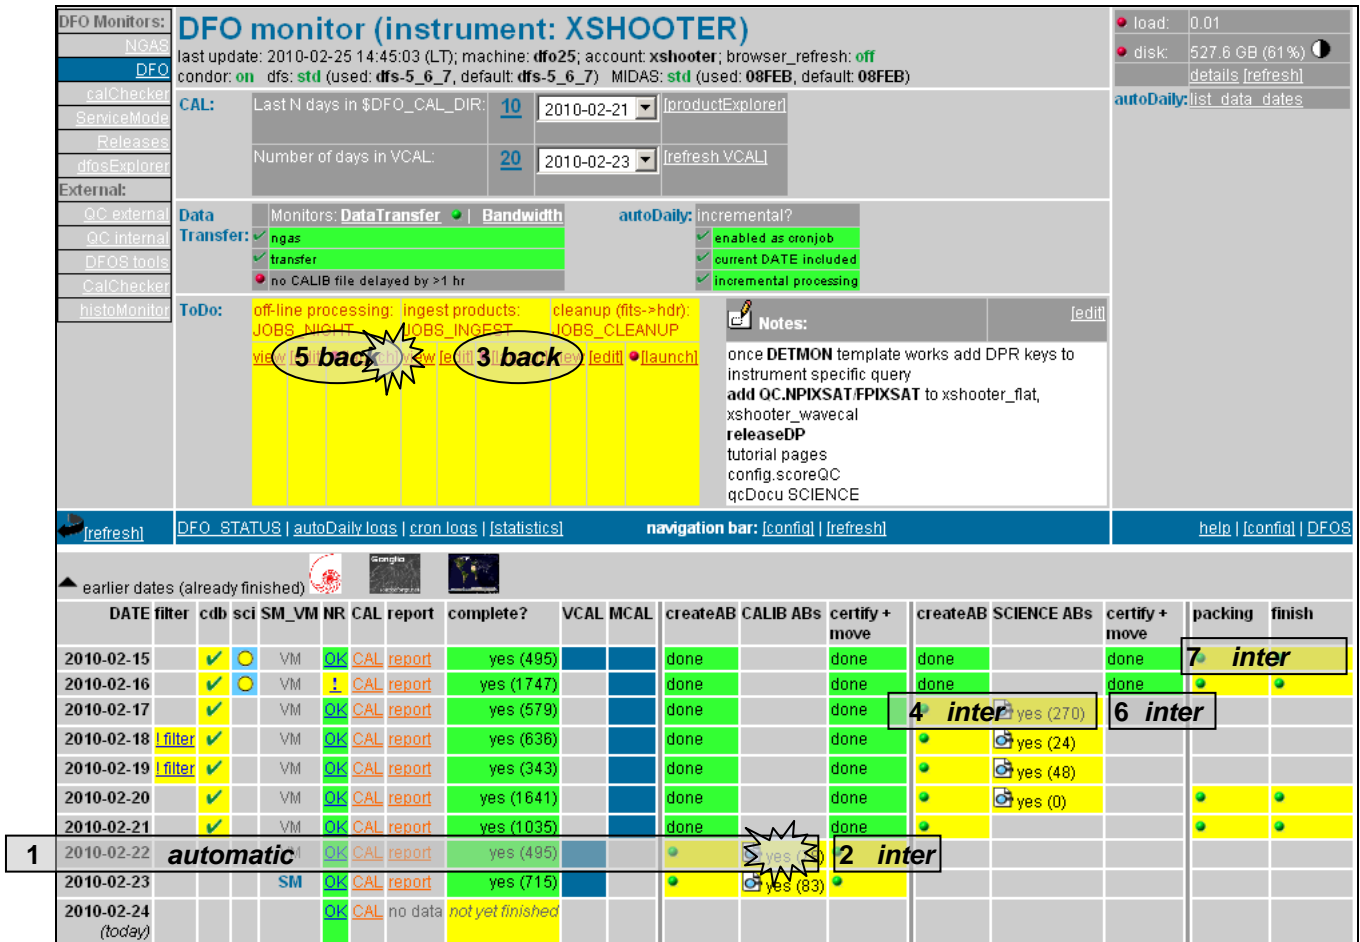 DFO Monitors:
NGAS
DFO
calChecker
ServiceMode
Releases
dfosExplorer
External:
QC external
QC internal
DFOS tools
CalChecker
histoMonitor
DFO monitor (instrument: XSHOOTER)
last update: 2010-02-25 14:45:03 (LT); machine: dfo25; account: xshooter; browser_refresh: off
condor: on dfs: std (used: dfs-5_6_7, default: dfs-5_6_7) MIDAS: std (used: 08FEB, default: 08FEB)
load: 0.01
disk: 527.6 GB (61%)
details [refresh]
autoDaily: list_data_dates
CAL: Last N days in $DFO_CAL_DIR: 10 2010-02-21 [productExplorer]
Number of days in VCAL: 20 2010-02-23 [refresh VCAL]
Data Transfer:
Monitors: DataTransfer | Bandwidth
ngas
transfer
no CALIB file delayed by >1 hr
autoDaily: incremental?
enabled as cronjob
current DATE included
incremental processing
ToDo:
off-line processing: JOBS_NIGHT
ingest products: JOBS_INGEST
cleanup (fits->hdr): JOBS_CLEANUP
view 5 back
view [edit] 3 back
[edit] [launch]
Notes: [edit]
once DETMON template works add DPR keys to
instrument specific query
add QC.NPIXSAT/FPIXSAT to xshooter_flat,
xshooter_wavecal
releaseDP
tutorial pages
config.scoreQC
qcDocu SCIENCE
[refresh] DFO_STATUS | autoDaily logs | cron logs | [statistics] navigation bar: [config] | [refresh] help | [config] | DFOS
earlier dates (already finished) Ganglia
DATE filter cdb sci SM_VM NR CAL report complete? VCAL MCAL createAB CALIB ABs certify + move createAB SCIENCE ABs certify + move packing finish
2010-02-15 VM OK CAL report yes (495) done done done done 7 inter
2010-02-16 VM ! CAL report yes (1747) done done done done
2010-02-17 VM OK CAL report yes (579) done done 4 inter yes (270) 6 inter
2010-02-18 ! filter VM OK CAL report yes (636) done done yes (24)
2010-02-19 ! filter VM OK CAL report yes (343) done done yes (48)
2010-02-20 VM OK CAL report yes (1641) done done yes (0)
2010-02-21 VM OK CAL report yes (1035) done done
1 2010-02-22 automatic OK CAL report yes (495) yes 2 inter
2010-02-23 SM OK CAL report yes (715) yes (83)
2010-02-24 OK CAL no data not yet finished
(today)